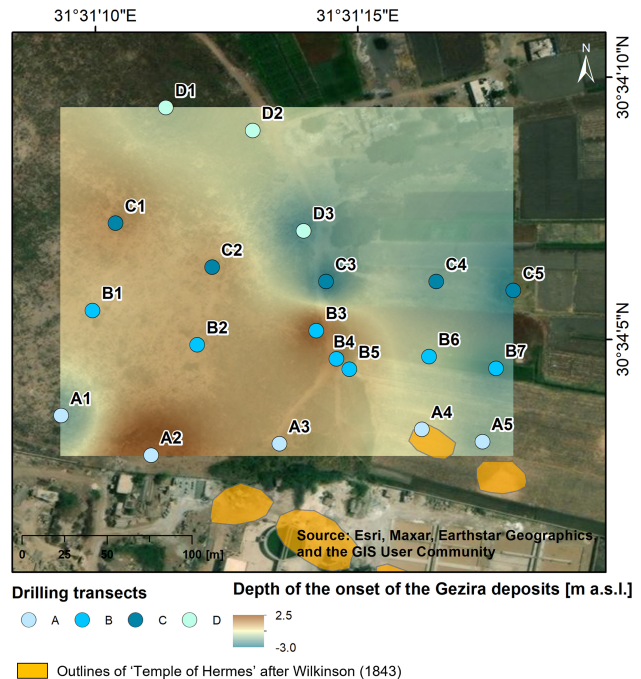 31°31'10"E 31°31'15"E
30°34'10"N
30°34'5"N
N
D1
D2
C1
D3
C2
C3
C4
C5
B1
B2
B3
B4
B5
B6
B7
A1
A2
A3
A4
A5
0 25 50 100 [m]
Source: Esri, Maxar, Earthstar Geographics,
and the GIS User Community
Drilling transects
A B C D
Depth of the onset of the Gezira deposits [m a.s.l.]
2.5
-3.0
Outlines of ‘Temple of Hermes’ after Wilkinson (1843)